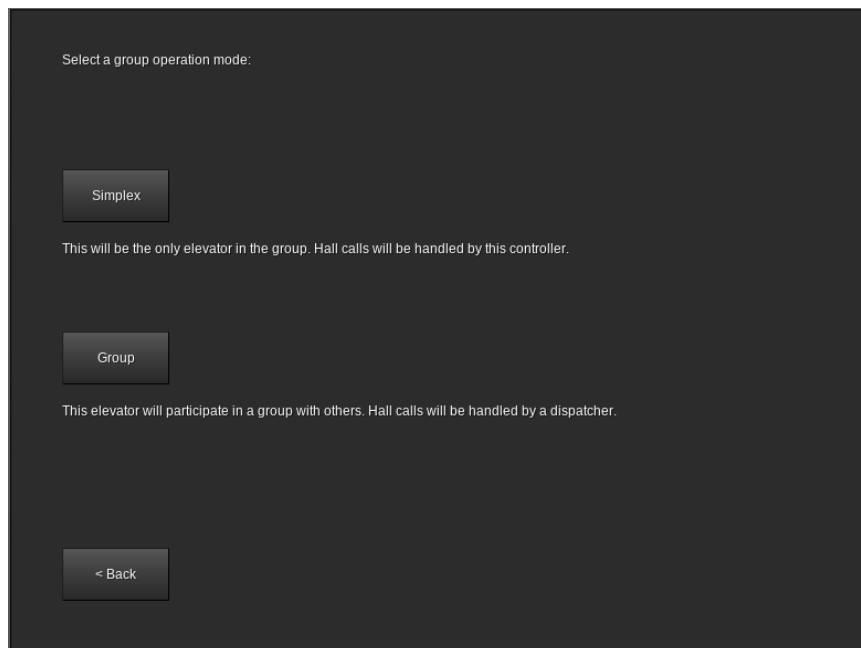 Select a group operation mode:
Simplex
This will be the only elevator in the group. Hall calls will be handled by this controller.
Group
This elevator will participate in a group with others. Hall calls will be handled by a dispatcher.
< Back